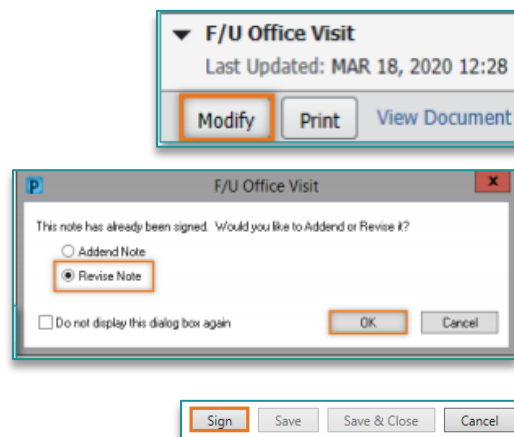 F/U Office Visit
Last Updated: MAR 18, 2020 12:28
Modify Print View Document
P F/U Office Visit x
This note has already been signed. Would you like to Addend or Revise it?
Addend Note
Revise Note
Do not display this dialog box again OK Cancel
Sign Save Save & Close Cancel